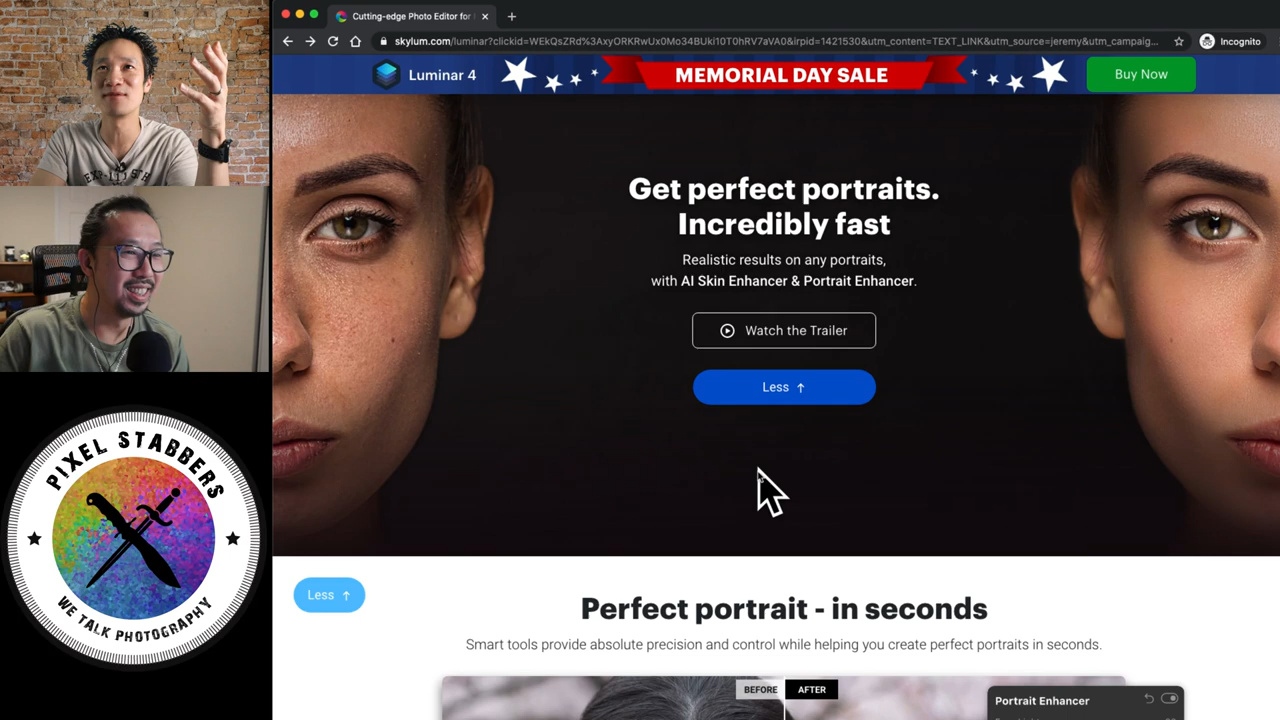 Cutting-edge Photo Editor for
skylum.com/luminar?clickid=WEkQsZRd%3AxyORKRwUx0Mo34BUki10T0hRV7aVA0&irpid=1421530&utm_content=TEXT_LINK&utm_source=jeremy&utm_campaig...
Incognito
Luminar 4
MEMORIAL DAY SALE
Buy Now
Get perfect portraits.
Incredibly fast
Realistic results on any portraits,
with AI Skin Enhancer & Portrait Enhancer.
Watch the Trailer
Less ↑
Less ↑
Perfect portrait - in seconds
Smart tools provide absolute precision and control while helping you create perfect portraits in seconds.
BEFORE
AFTER
Portrait Enhancer
PIXEL STABBERS
WE TALK PHOTOGRAPHY